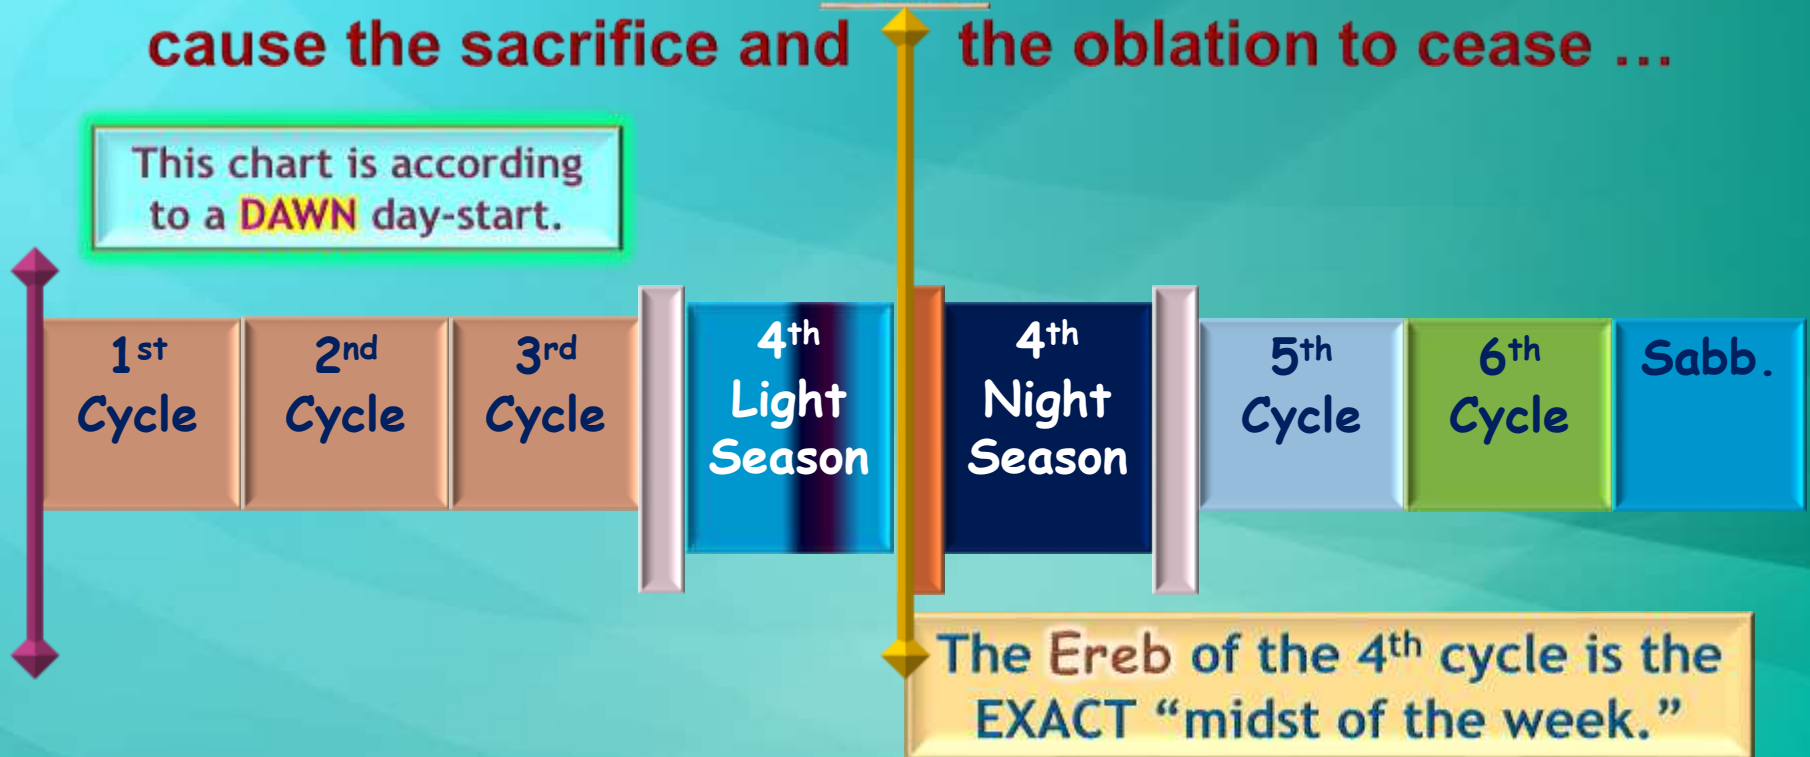 cause the sacrifice and the oblation to cease ...
This chart is according
to a DAWN day-start.
1st
Cycle
2nd
Cycle
3rd
Cycle
4th
Light
Season
4th
Night
Season
5th
Cycle
6th
Cycle
Sabb.
The Ereb of the 4th cycle is the
EXACT “midst of the week.”